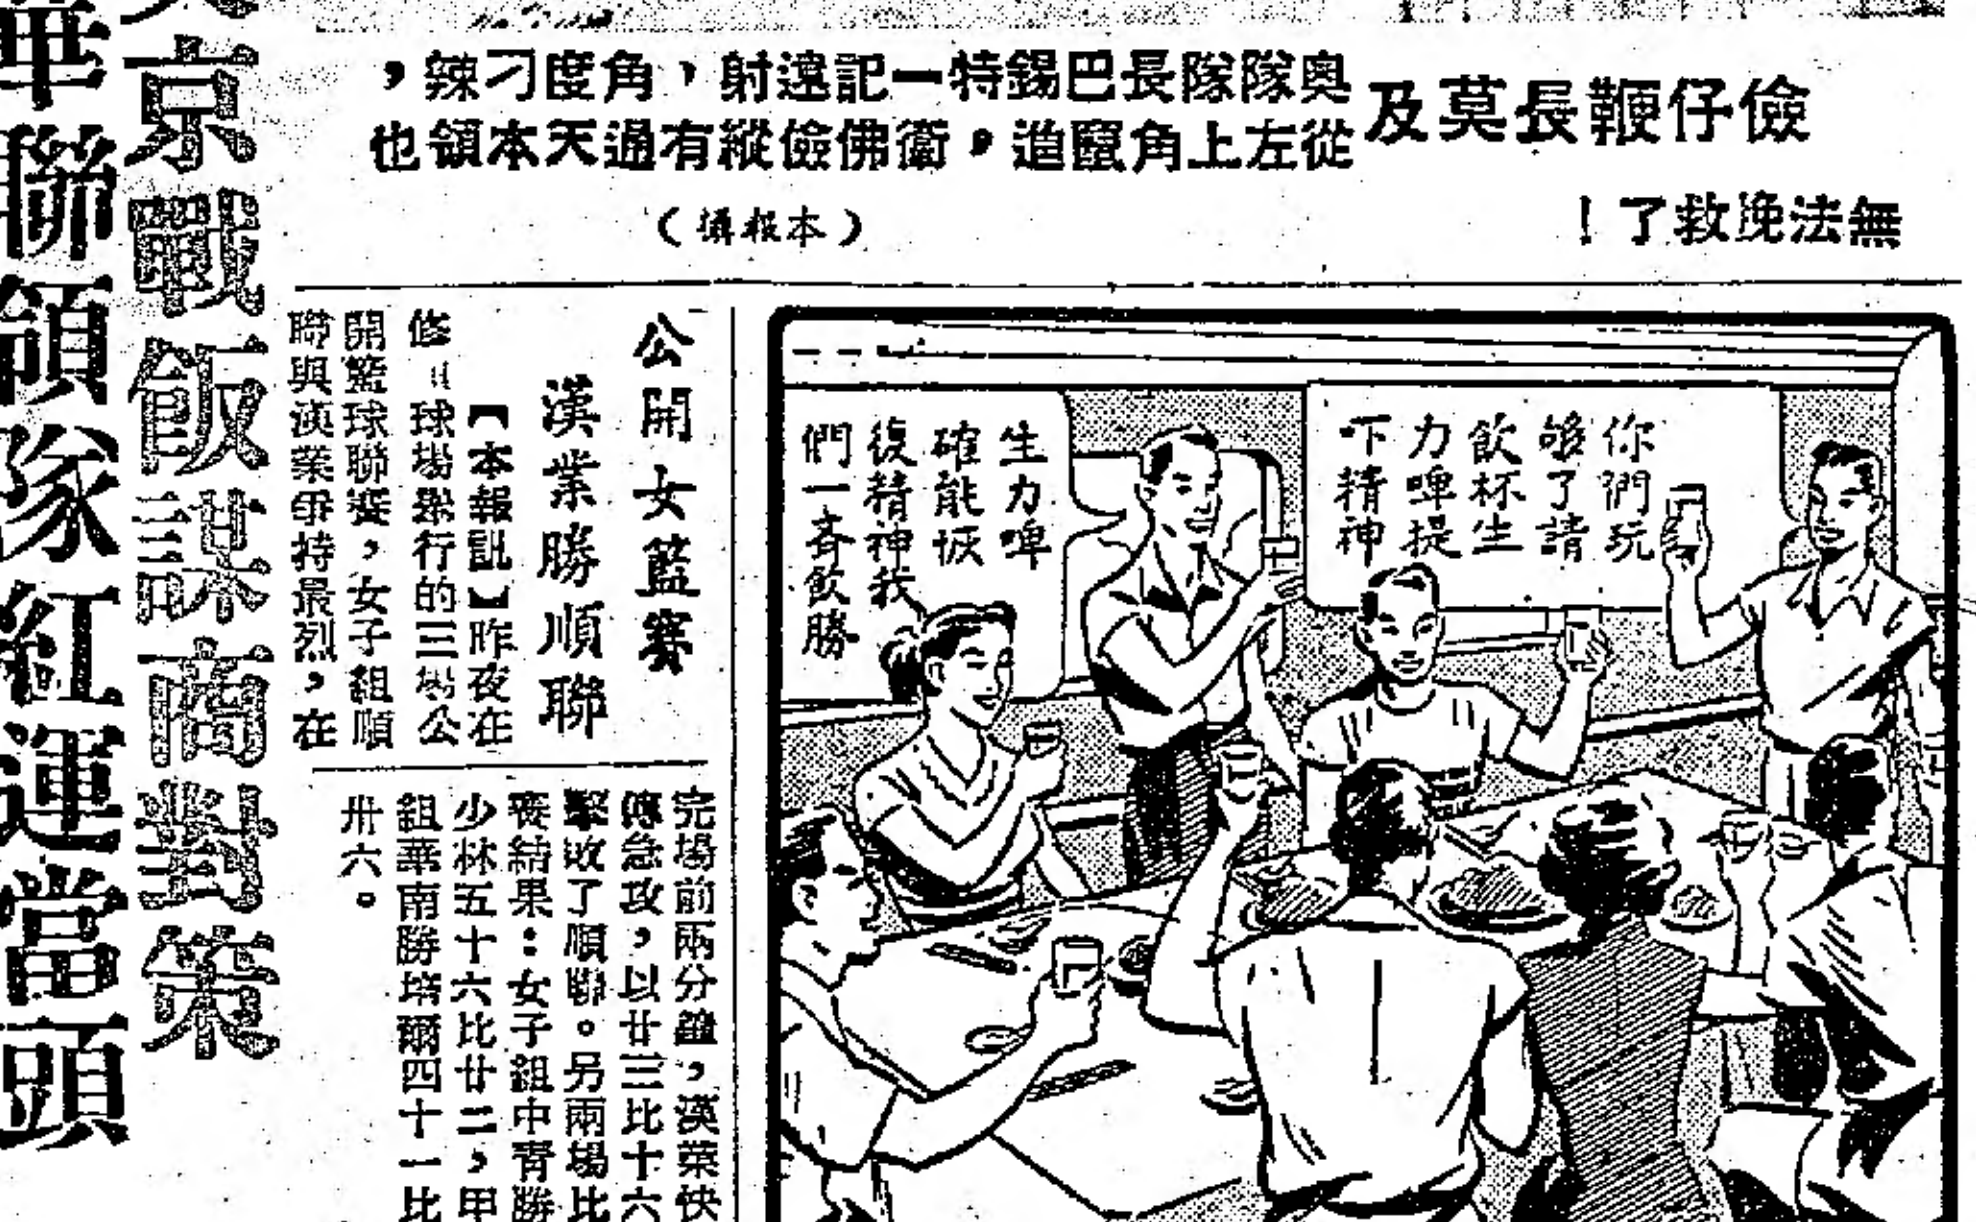 儉仔鞭長莫及
無法挽救了！
奧隊隊長巴錫特一記遠射，角度刁辣，
從左上角竄進。衛佛儉縱有通天本領也
（本報攝）
公開女籃賽
漢業勝順聯
【本報訊】昨夜在
球場舉行的三場公
開籃球聯賽，女子組順
聯與漢業爭持最烈，在
完場前兩分鐘，漢業快
傳急攻，以廿三比十六
擊敗了順聯。另兩場比
賽結果：女子組中青勝
少林五十六比廿二，甲
組華南勝培爾四十一比
卅六。
你們玩
够了請
飲杯生
力啤提
下精神
生力啤
確能恢
復精神我
們一齊飲勝
京戰飯談商對策
華聯領隊紅運當頭